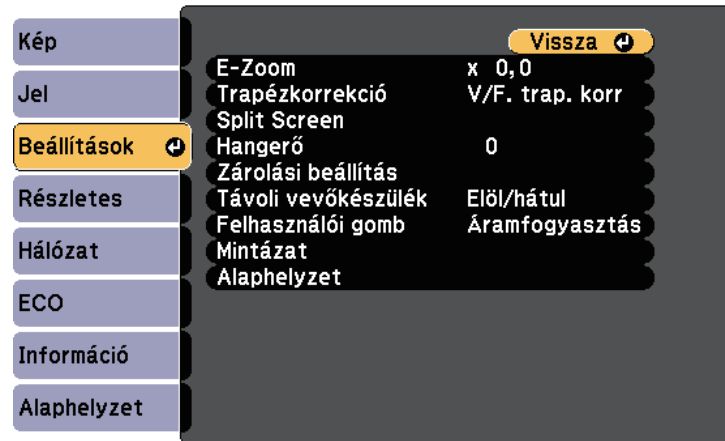 Kép
Jel
Beállítások
Részletes
Hálózat
ECO
Információ
Alaphelyzet
Vissza
E-Zoom x 0,0
Trapézkorrekció V/F. trap. korr
Split Screen
Hangerő 0
Zárolási beállítás
Távoli vevőkészülék Elöl/hátul
Felhasználói gomb Áramfogyasztás
Mintázat
Alaphelyzet